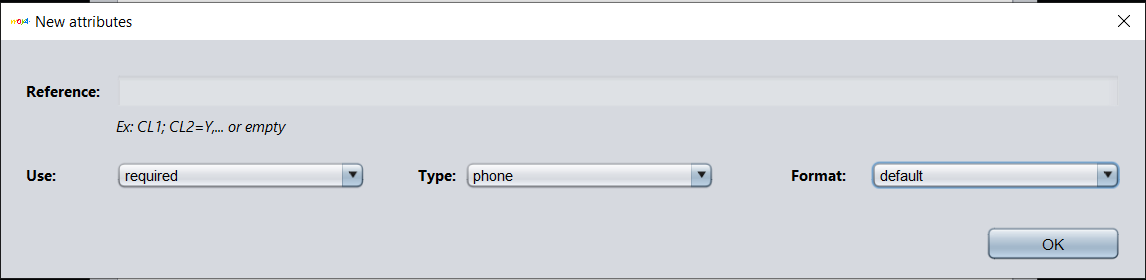 New attributes
Reference:
Ex: CL1; CL2=Y,... or empty
Use: required Type: phone Format: default
OK